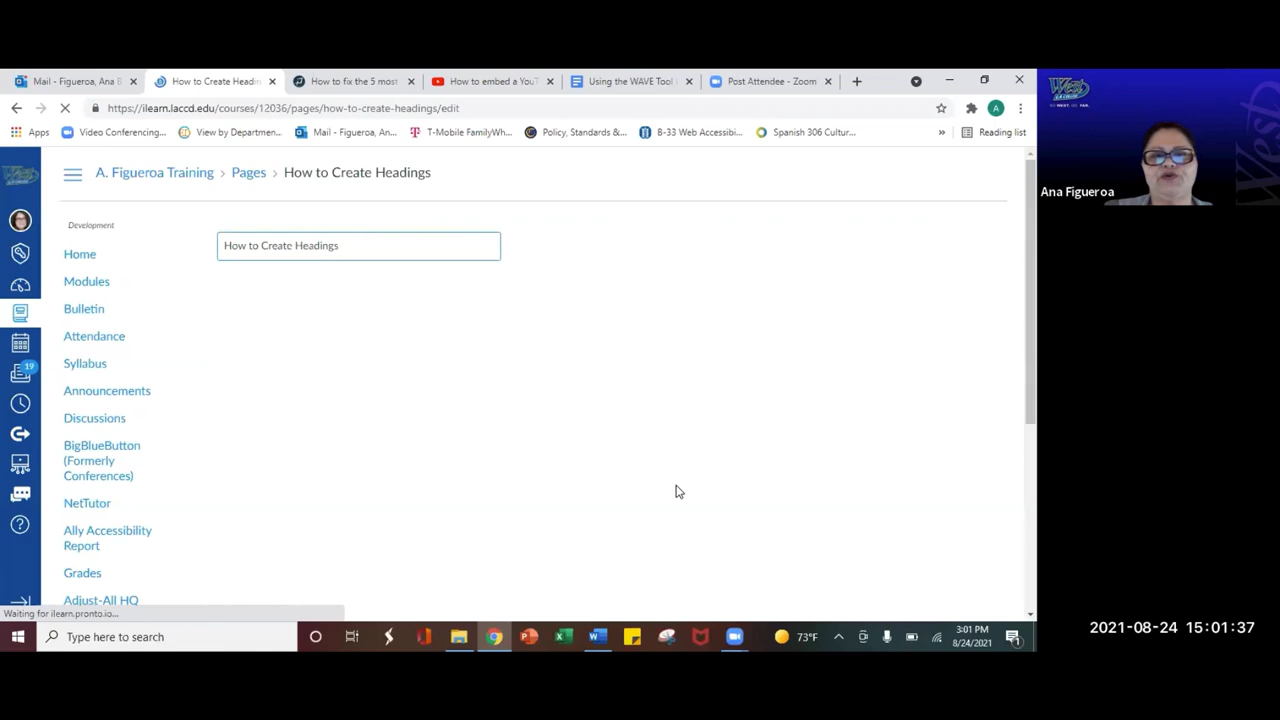 Mail - Figueroa, Ana B
How to Create Headin
How to fix the 5 most
How to embed a YouT
Using the WAVE Tool
Post Attendee - Zoom
https://ilearn.laccd.edu/courses/12036/pages/how-to-create-headings/edit
A
Apps
Video Conferencing...
View by Departmen...
Mail - Figueroa, An...
T-Mobile FamilyWh...
Policy, Standards &...
B-33 Web Accessibi...
Spanish 306 Cultur...
»
Reading list
West
A. Figueroa Training > Pages > How to Create Headings
Development
How to Create Headings
Home
Modules
Bulletin
Attendance
Syllabus
19
Announcements
Discussions
BigBlueButton
(Formerly
Conferences)
NetTutor
Ally Accessibility
Report
Grades
Adjust-All HQ
Waiting for ilearn.pronto.io...
Type here to search
73°F
3:01 PM
8/24/2021
1
West
Ana Figueroa
2021-08-24 15:01:37